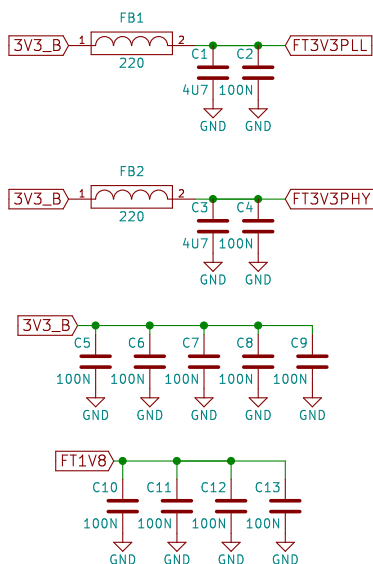 FB1
3V3_B 1 2 C1 C2 FT3V3PLL
220 4U7 100N
GND GND
FB2
3V3_B 1 2 C3 C4 FT3V3PHY
220 4U7 100N
GND GND
3V3_B
C5 C6 C7 C8 C9
100N 100N 100N 100N 100N
GND GND GND GND GND
FT1V8
C10 C11 C12 C13
100N 100N 100N 100N
GND GND GND GND